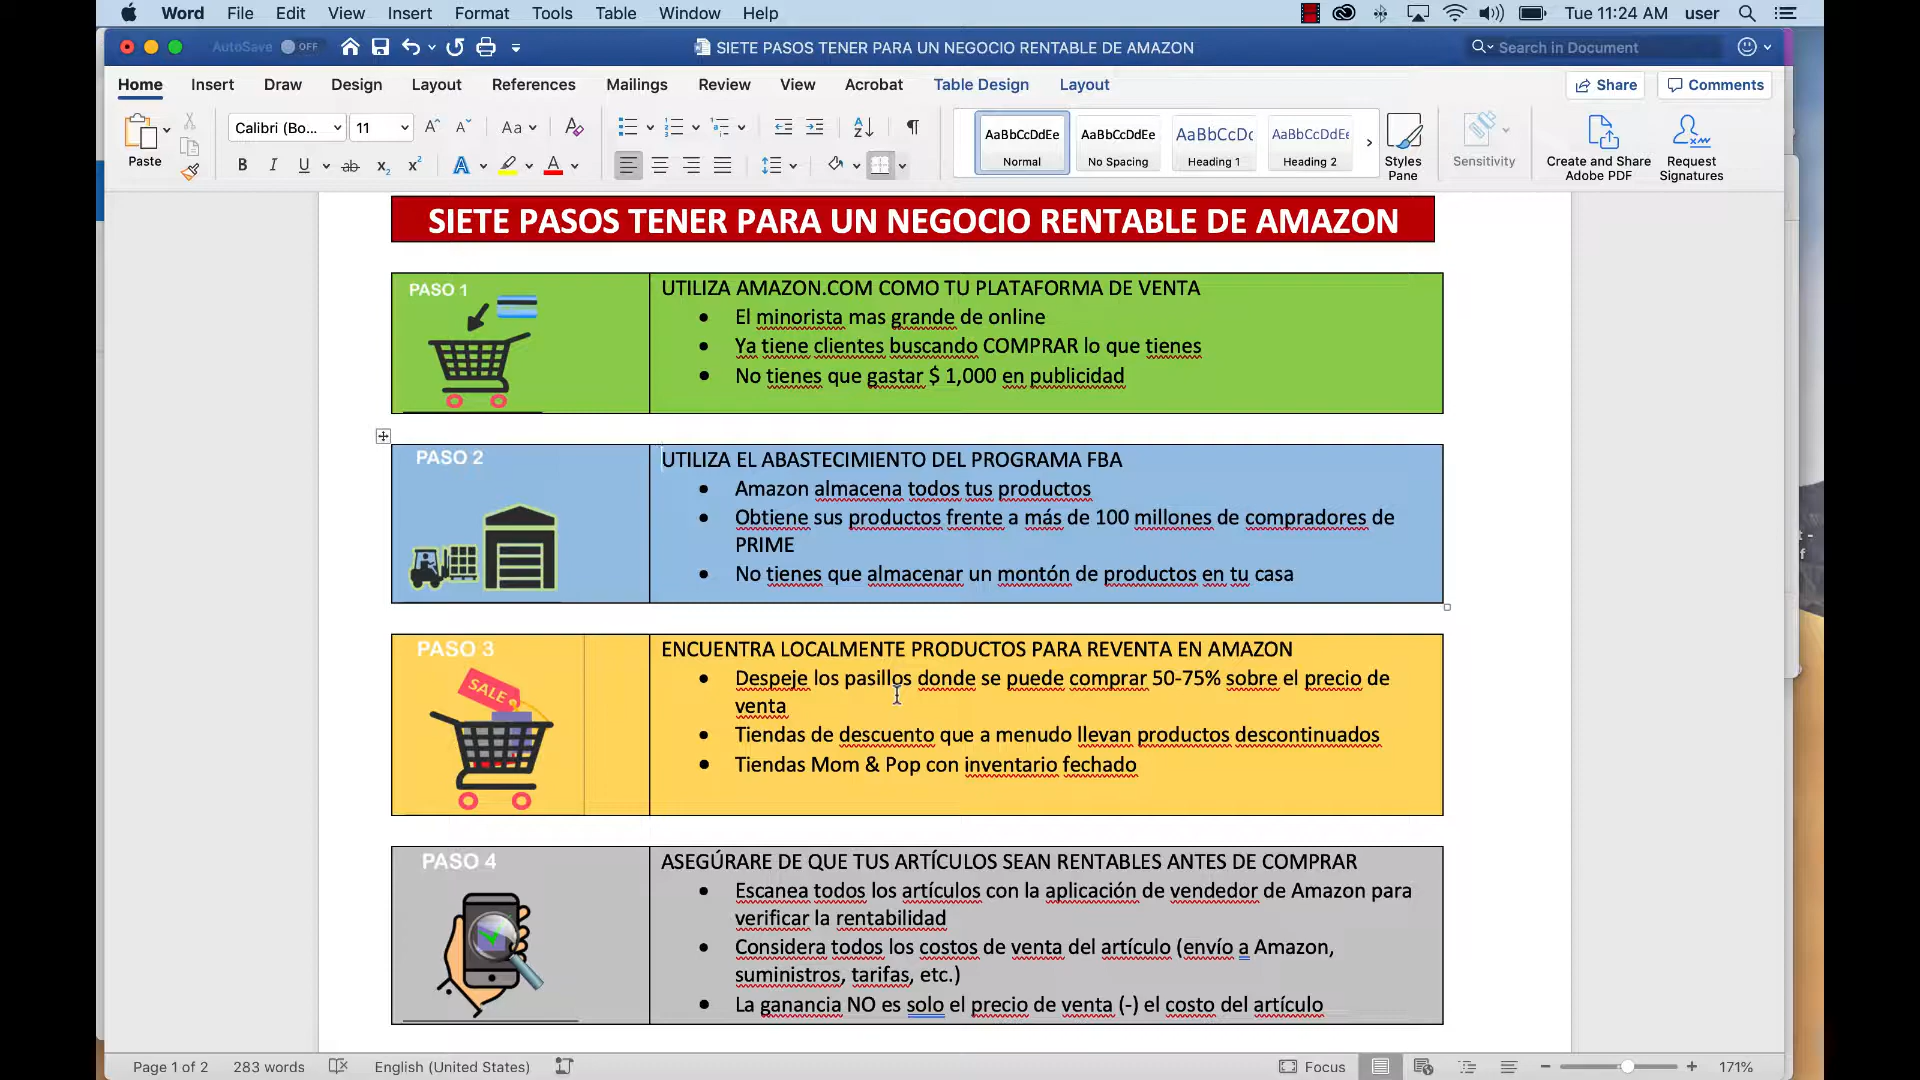 Word File Edit View Insert Format Tools Table Window Help Tue 11:24 AM user
AutoSave OFF SIETE PASOS TENER PARA UN NEGOCIO RENTABLE DE AMAZON Search in Document
Home Insert Draw Design Layout References Mailings Review View Acrobat Table Design Layout Share Comments
Paste Calibri (Bo... 11 Aa
AaBbCcDdEe AaBbCcDdEe AaBbCcDc AaBbCcDdEe
Normal No Spacing Heading 1 Heading 2
Styles Pane
Sensitivity
Create and Share Adobe PDF
Request Signatures
SIETE PASOS TENER PARA UN NEGOCIO RENTABLE DE AMAZON
PASO 1
UTILIZA AMAZON.COM COMO TU PLATAFORMA DE VENTA
• El minorista mas grande de online
• Ya tiene clientes buscando COMPRAR lo que tienes
• No tienes que gastar $ 1,000 en publicidad
PASO 2
UTILIZA EL ABASTECIMIENTO DEL PROGRAMA FBA
• Amazon almacena todos tus productos
• Obtiene sus productos frente a más de 100 millones de compradores de
PRIME
• No tienes que almacenar un montón de productos en tu casa
PASO 3
SALE
ENCUENTRA LOCALMENTE PRODUCTOS PARA REVENTA EN AMAZON
• Despeje los pasillos donde se puede comprar 50-75% sobre el precio de
venta
• Tiendas de descuento que a menudo llevan productos descontinuados
• Tiendas Mom & Pop con inventario fechado
PASO 4
ASEGÚRARE DE QUE TUS ARTÍCULOS SEAN RENTABLES ANTES DE COMPRAR
• Escanea todos los artículos con la aplicación de vendedor de Amazon para
verificar la rentabilidad
• Considera todos los costos de venta del artículo (envío a Amazon,
suministros, tarifas, etc.)
• La ganancia NO es solo el precio de venta (-) el costo del artículo
Page 1 of 2 283 words English (United States) Focus 171%